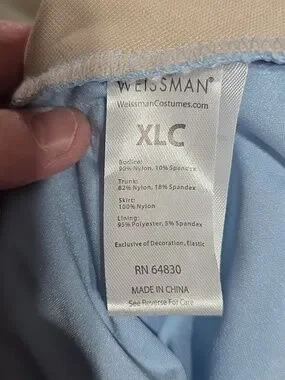 WEISSMAN®
WeissmanCostumes.com
XLC
Bodice:
90% Nylon, 10% Spandex
Trunk:
82% Nylon, 18% Spandex
Skirt:
100% Nylon
Lining:
95% Polyester, 5% Spandex
Exclusive of Decoration, Elastic
RN 64830
MADE IN CHINA
See Reverse For Care